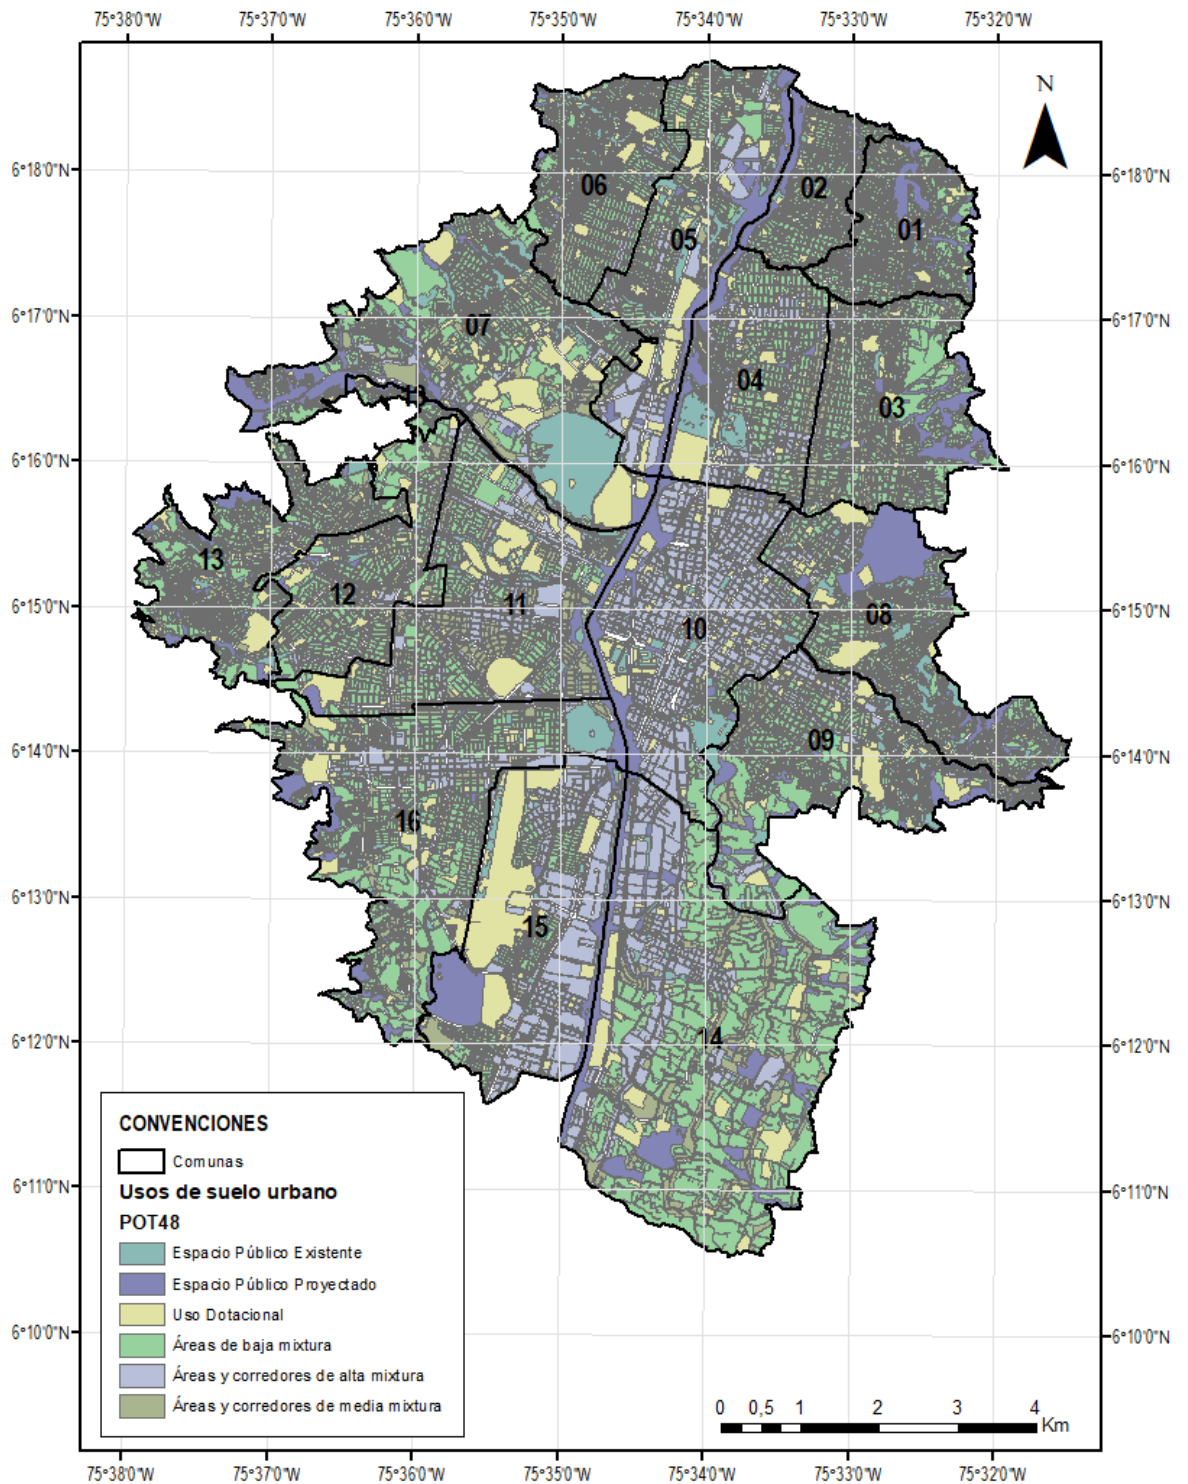 75°38'0"W 75°37'0"W 75°36'0"W 75°35'0"W 75°34'0"W 75°33'0"W 75°32'0"W
N
6°18'0"N 6°18'0"N
06
02
01
05
6°17'0"N 6°17'0"N
07
04
03
13
6°16'0"N 6°16'0"N
13
12
11
6°15'0"N 6°15'0"N
10
08
6°14'0"N 6°14'0"N
09
16
6°13'0"N 6°13'0"N
15
6°12'0"N 6°12'0"N
14
CONVENCIONES
Comunas
Usos de suelo urbano
POT48
Espacio Público Existente
Espacio Público Proyectado
Uso Dotacional
Áreas de baja mixtura
Áreas y corredores de alta mixtura
Áreas y corredores de media mixtura
6°11'0"N 6°11'0"N
6°10'0"N 6°10'0"N
0 0,5 1 2 3 4
Km
75°38'0"W 75°37'0"W 75°36'0"W 75°35'0"W 75°34'0"W 75°33'0"W 75°32'0"W